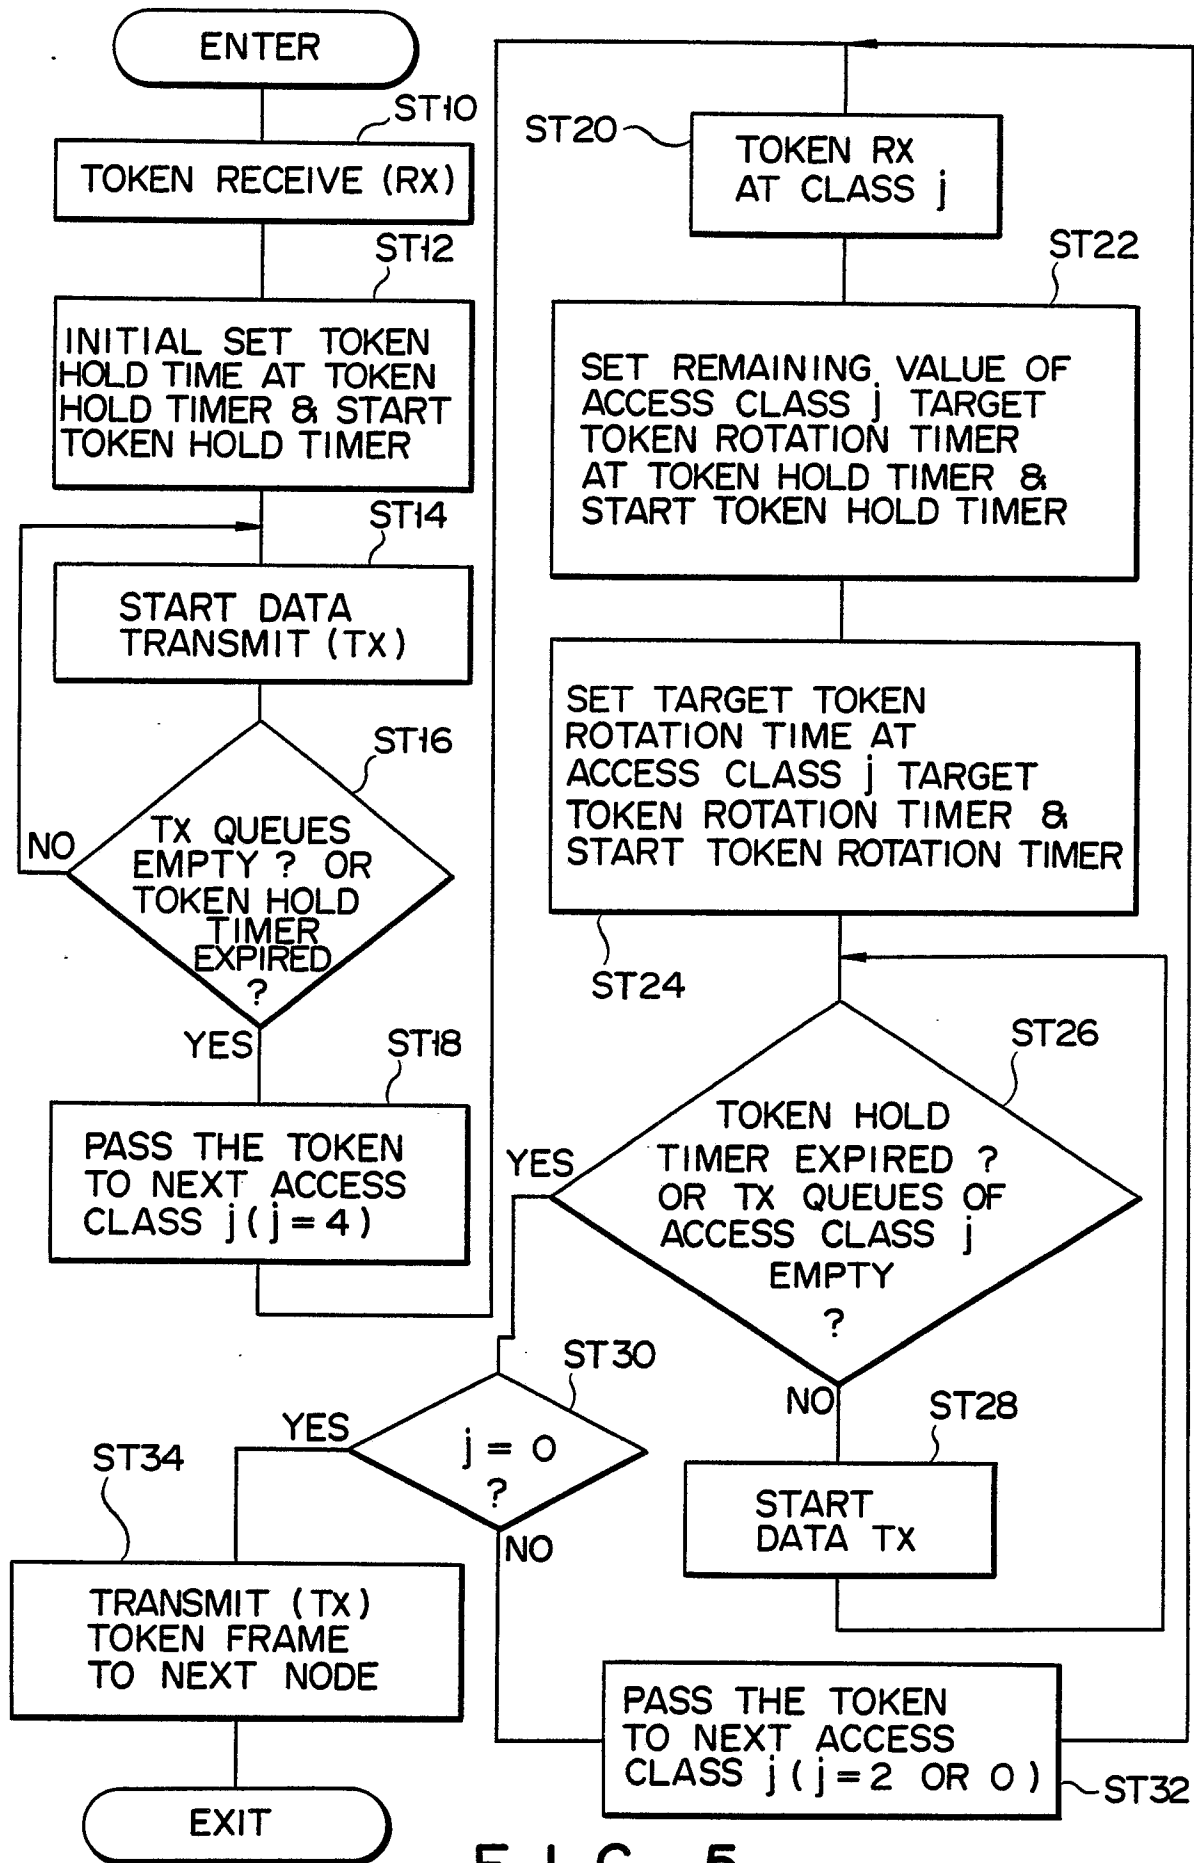 ENTER
ST10
TOKEN RECEIVE (RX)
ST12
INITIAL SET TOKEN
HOLD TIME AT TOKEN
HOLD TIMER & START
TOKEN HOLD TIMER
ST14
START DATA
TRANSMIT (TX)
ST16
NO
TX QUEUES
EMPTY ? OR
TOKEN HOLD
TIMER
EXPIRED
?
YES
ST18
PASS THE TOKEN
TO NEXT ACCESS
CLASS j (j = 4)
ST20
TOKEN RX
AT CLASS j
ST22
SET REMAINING VALUE OF
ACCESS CLASS j TARGET
TOKEN ROTATION TIMER
AT TOKEN HOLD TIMER &
START TOKEN HOLD TIMER
SET TARGET TOKEN
ROTATION TIME AT
ACCESS CLASS j TARGET
TOKEN ROTATION TIMER &
START TOKEN ROTATION TIMER
ST24
ST26
YES
TOKEN HOLD
TIMER EXPIRED ?
OR TX QUEUES OF
ACCESS CLASS j
EMPTY
?
NO
ST28
START
DATA TX
ST30
YES
j = 0
?
NO
ST34
TRANSMIT (TX)
TOKEN FRAME
TO NEXT NODE
PASS THE TOKEN
TO NEXT ACCESS
CLASS j (j = 2 OR 0)
ST32
EXIT
FIG. 5